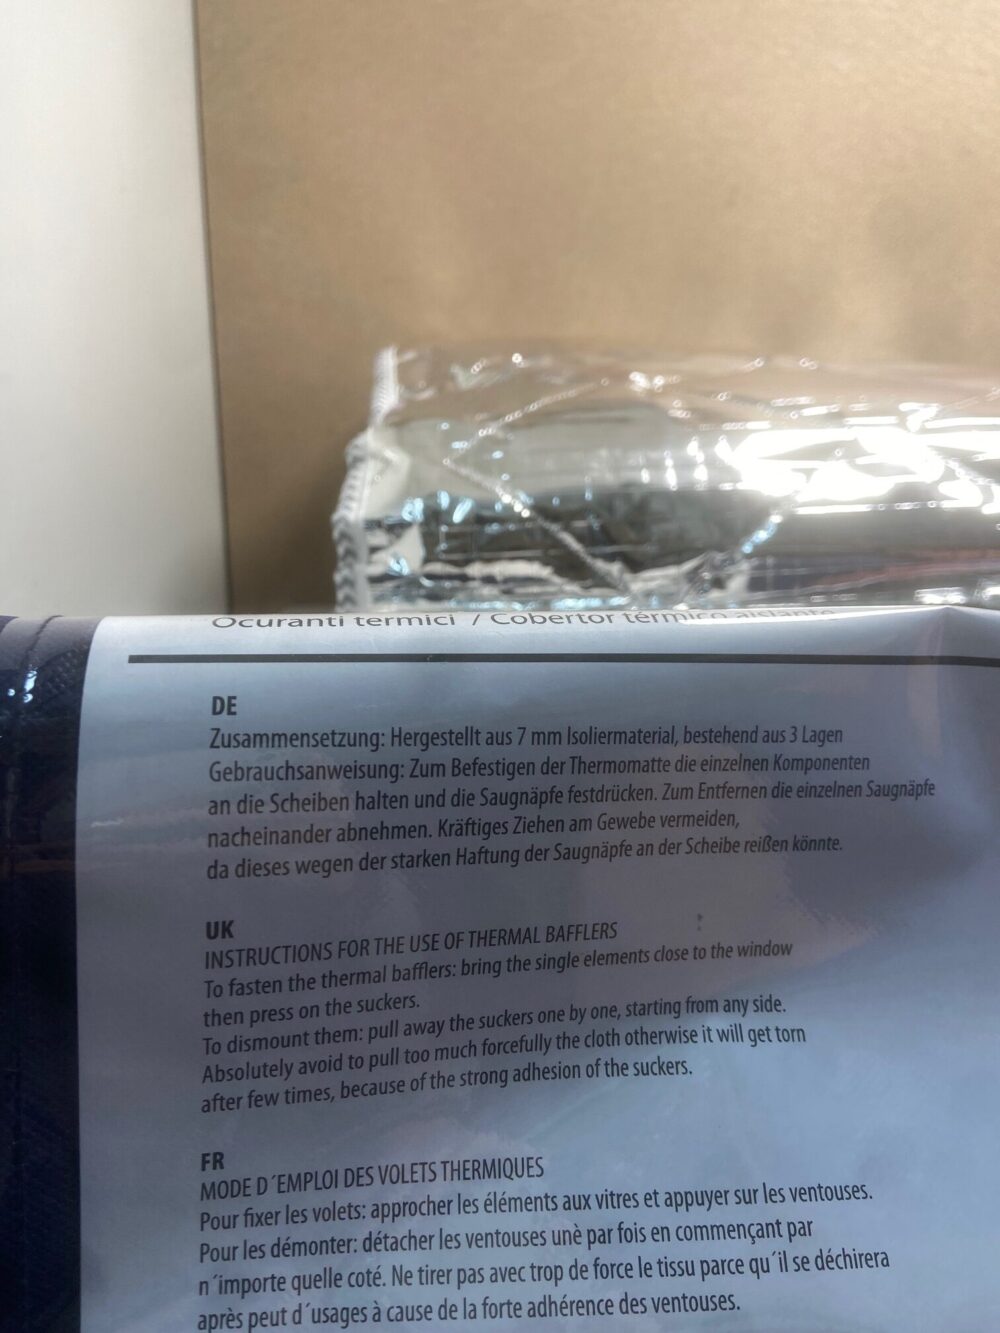 Ocuranti termici / Cobertor térmico aislante
DE
Zusammensetzung: Hergestellt aus 7 mm Isoliermaterial, bestehend aus 3 Lagen
Gebrauchsanweisung: Zum Befestigen der Thermomatte die einzelnen Komponenten
an die Scheiben halten und die Saugnäpfe festdrücken. Zum Entfernen die einzelnen Saugnäpfe
nacheinander abnehmen. Kräftiges Ziehen am Gewebe vermeiden,
da dieses wegen der starken Haftung der Saugnäpfe an der Scheibe reißen könnte.
UK
INSTRUCTIONS FOR THE USE OF THERMAL BAFFLERS
To fasten the thermal bafflers: bring the single elements close to the window
then press on the suckers.
To dismount them: pull away the suckers one by one, starting from any side.
Absolutely avoid to pull too much forcefully the cloth otherwise it will get torn
after few times, because of the strong adhesion of the suckers.
FR
MODE D´EMPLOI DES VOLETS THERMIQUES
Pour fixer les volets: approcher les éléments aux vitres et appuyer sur les ventouses.
Pour les démonter: détacher les ventouses unè par fois en commençant par
n´importe quelle coté. Ne tirer pas avec trop de force le tissu parce qu´il se déchirera
après peut d´usages à cause de la forte adhérence des ventouses.